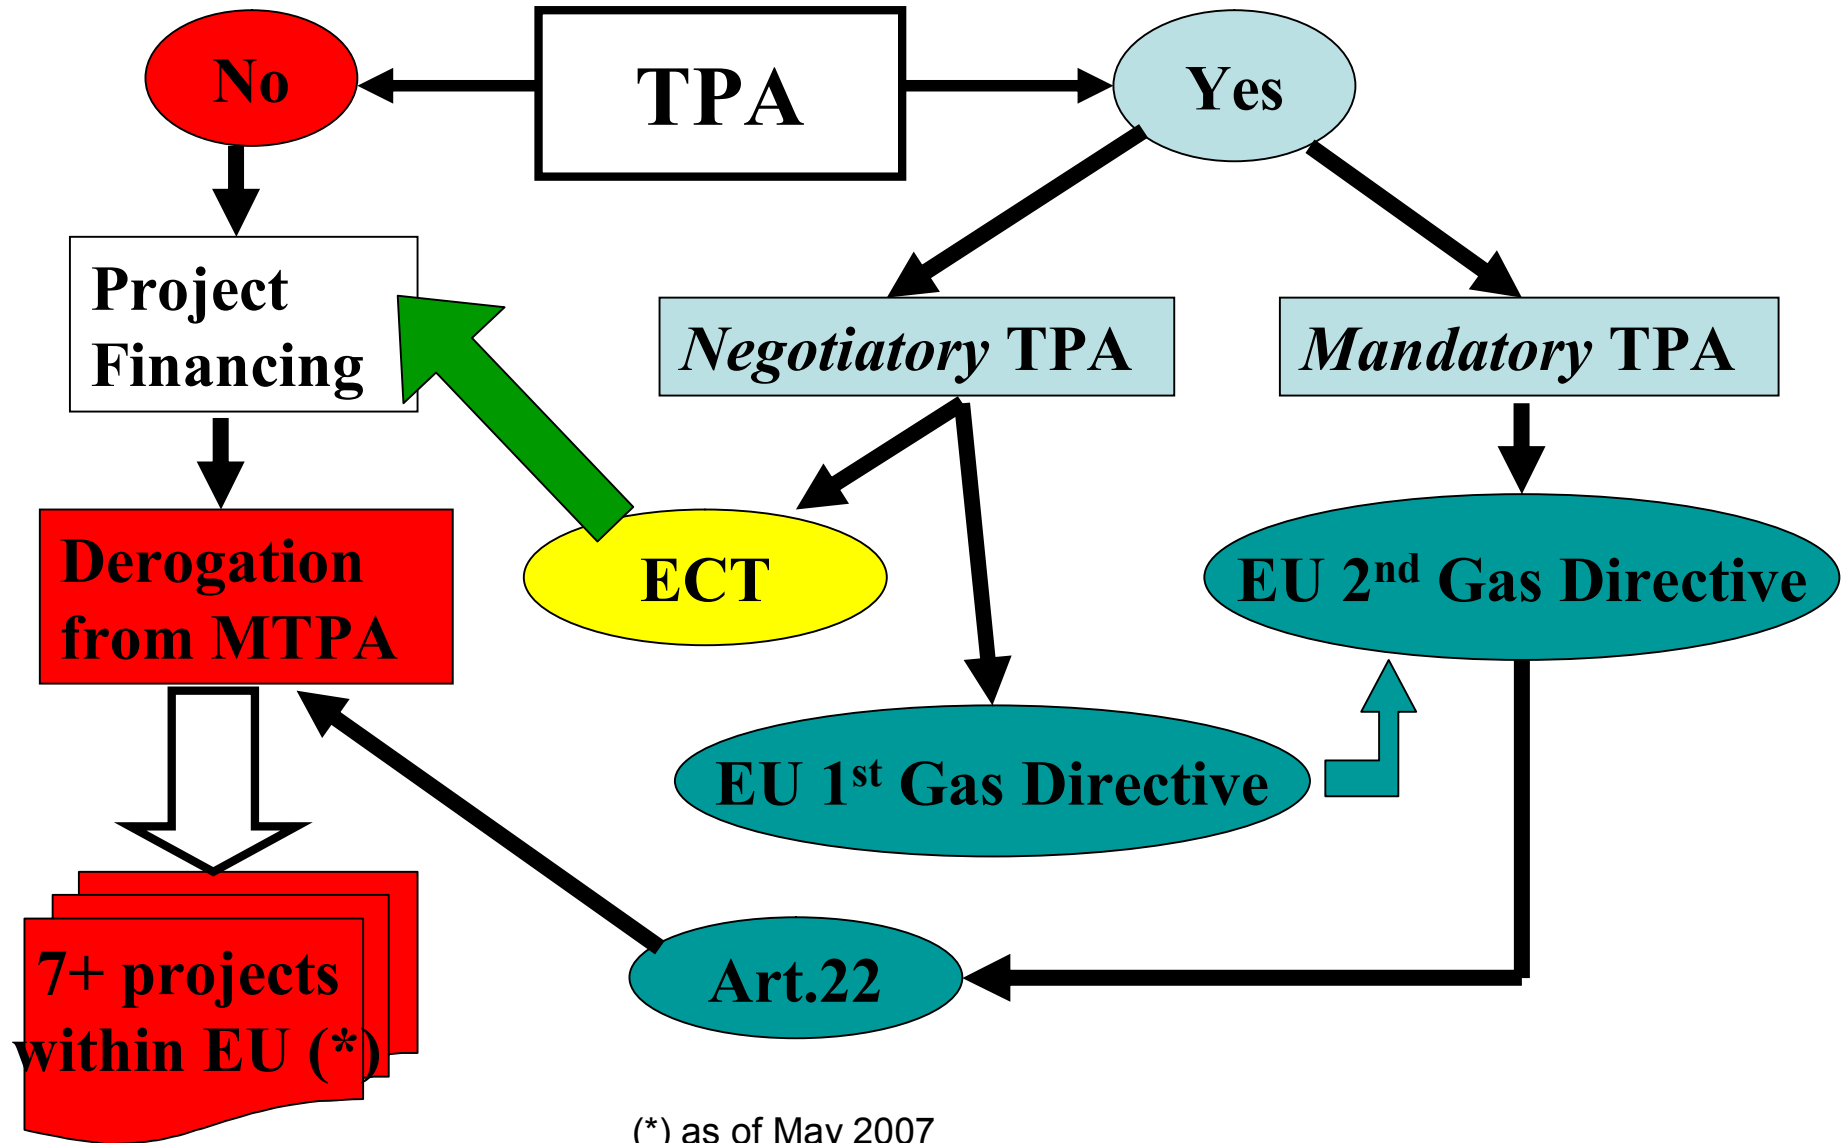 No
TPA
Yes
Project
Financing
Negotiatory TPA
Mandatory TPA
Derogation
from MTPA
ECT
EU 2nd Gas Directive
EU 1st Gas Directive
7+ projects
within EU (*)
Art.22
(*) as of May 2007